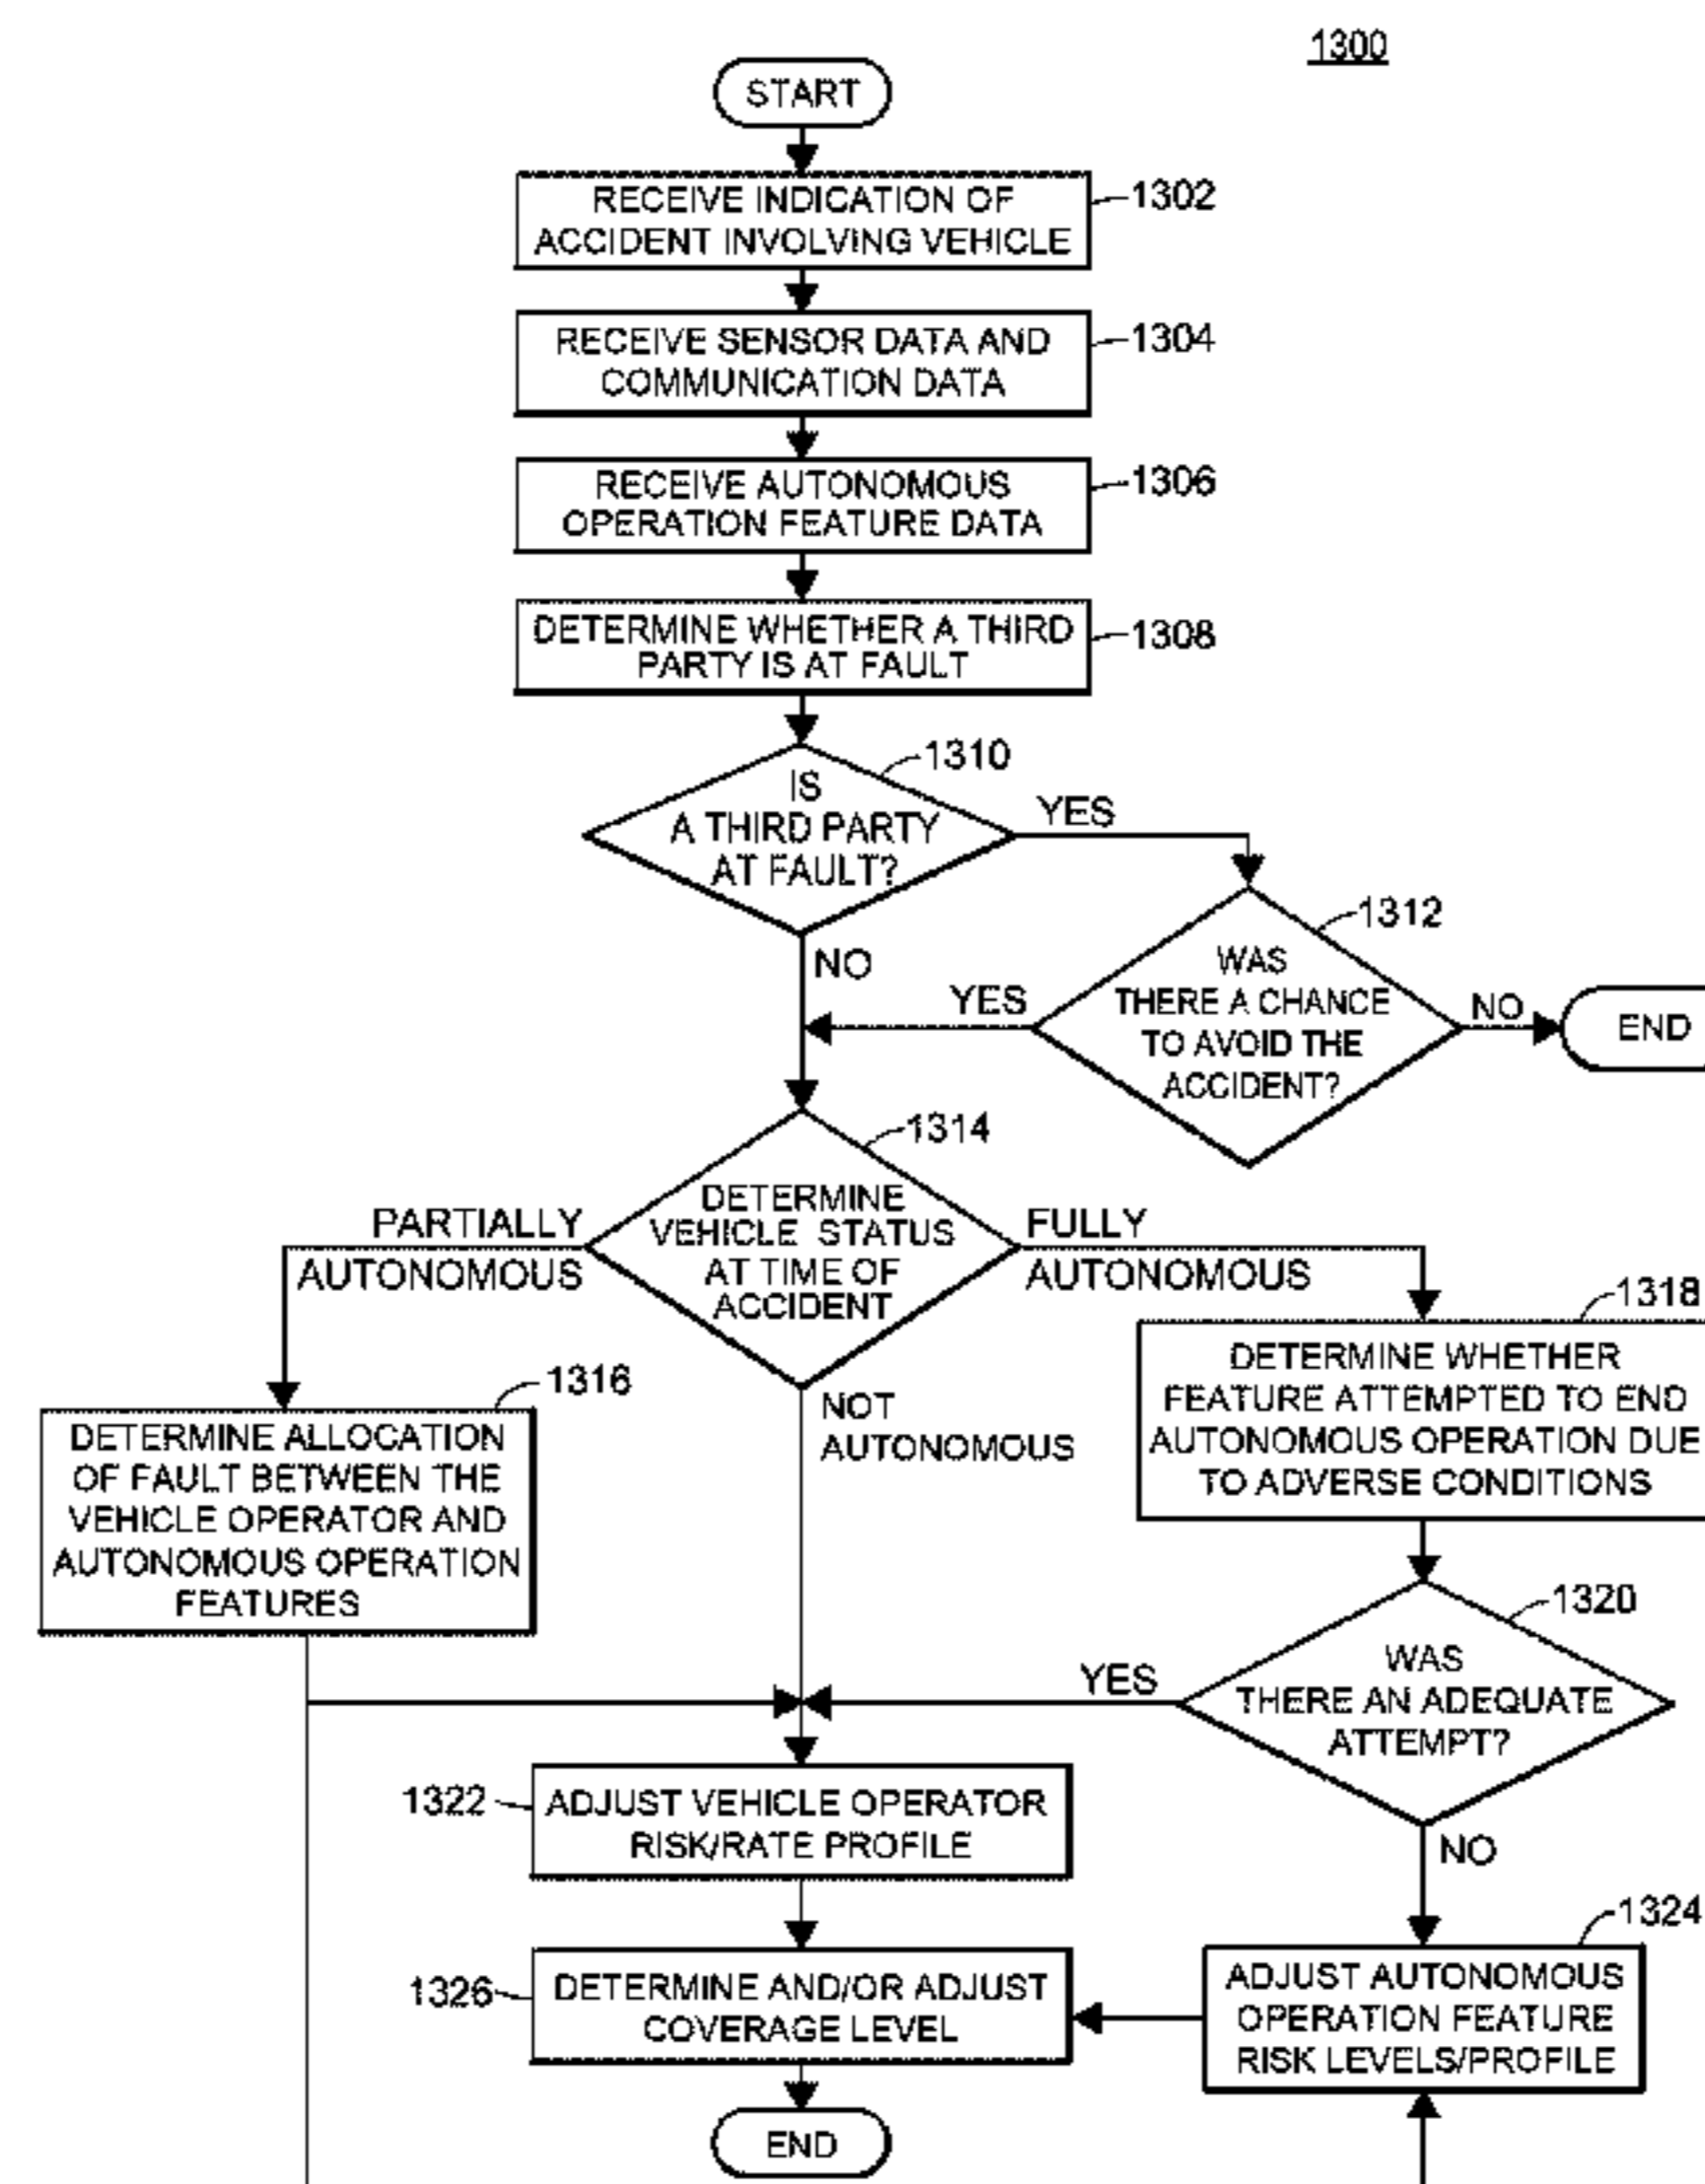 1300
START
RECEIVE INDICATION OF
ACCIDENT INVOLVING VEHICLE
1302
RECEIVE SENSOR DATA AND
COMMUNICATION DATA
1304
RECEIVE AUTONOMOUS
OPERATION FEATURE DATA
1306
DETERMINE WHETHER A THIRD
PARTY IS AT FAULT
1308
1310
IS
A THIRD PARTY
AT FAULT?
YES
NO
1312
WAS
THERE A CHANCE
TO AVOID THE
ACCIDENT?
YES
NO
END
1314
DETERMINE
VEHICLE STATUS
AT TIME OF
ACCIDENT
PARTIALLY
AUTONOMOUS
FULLY
AUTONOMOUS
NOT
AUTONOMOUS
1316
DETERMINE ALLOCATION
OF FAULT BETWEEN THE
VEHICLE OPERATOR AND
AUTONOMOUS OPERATION
FEATURES
1318
DETERMINE WHETHER
FEATURE ATTEMPTED TO END
AUTONOMOUS OPERATION DUE
TO ADVERSE CONDITIONS
1320
WAS
THERE AN ADEQUATE
ATTEMPT?
YES
NO
1322
ADJUST VEHICLE OPERATOR
RISK/RATE PROFILE
1324
ADJUST AUTONOMOUS
OPERATION FEATURE
RISK LEVELS/PROFILE
1326
DETERMINE AND/OR ADJUST
COVERAGE LEVEL
END